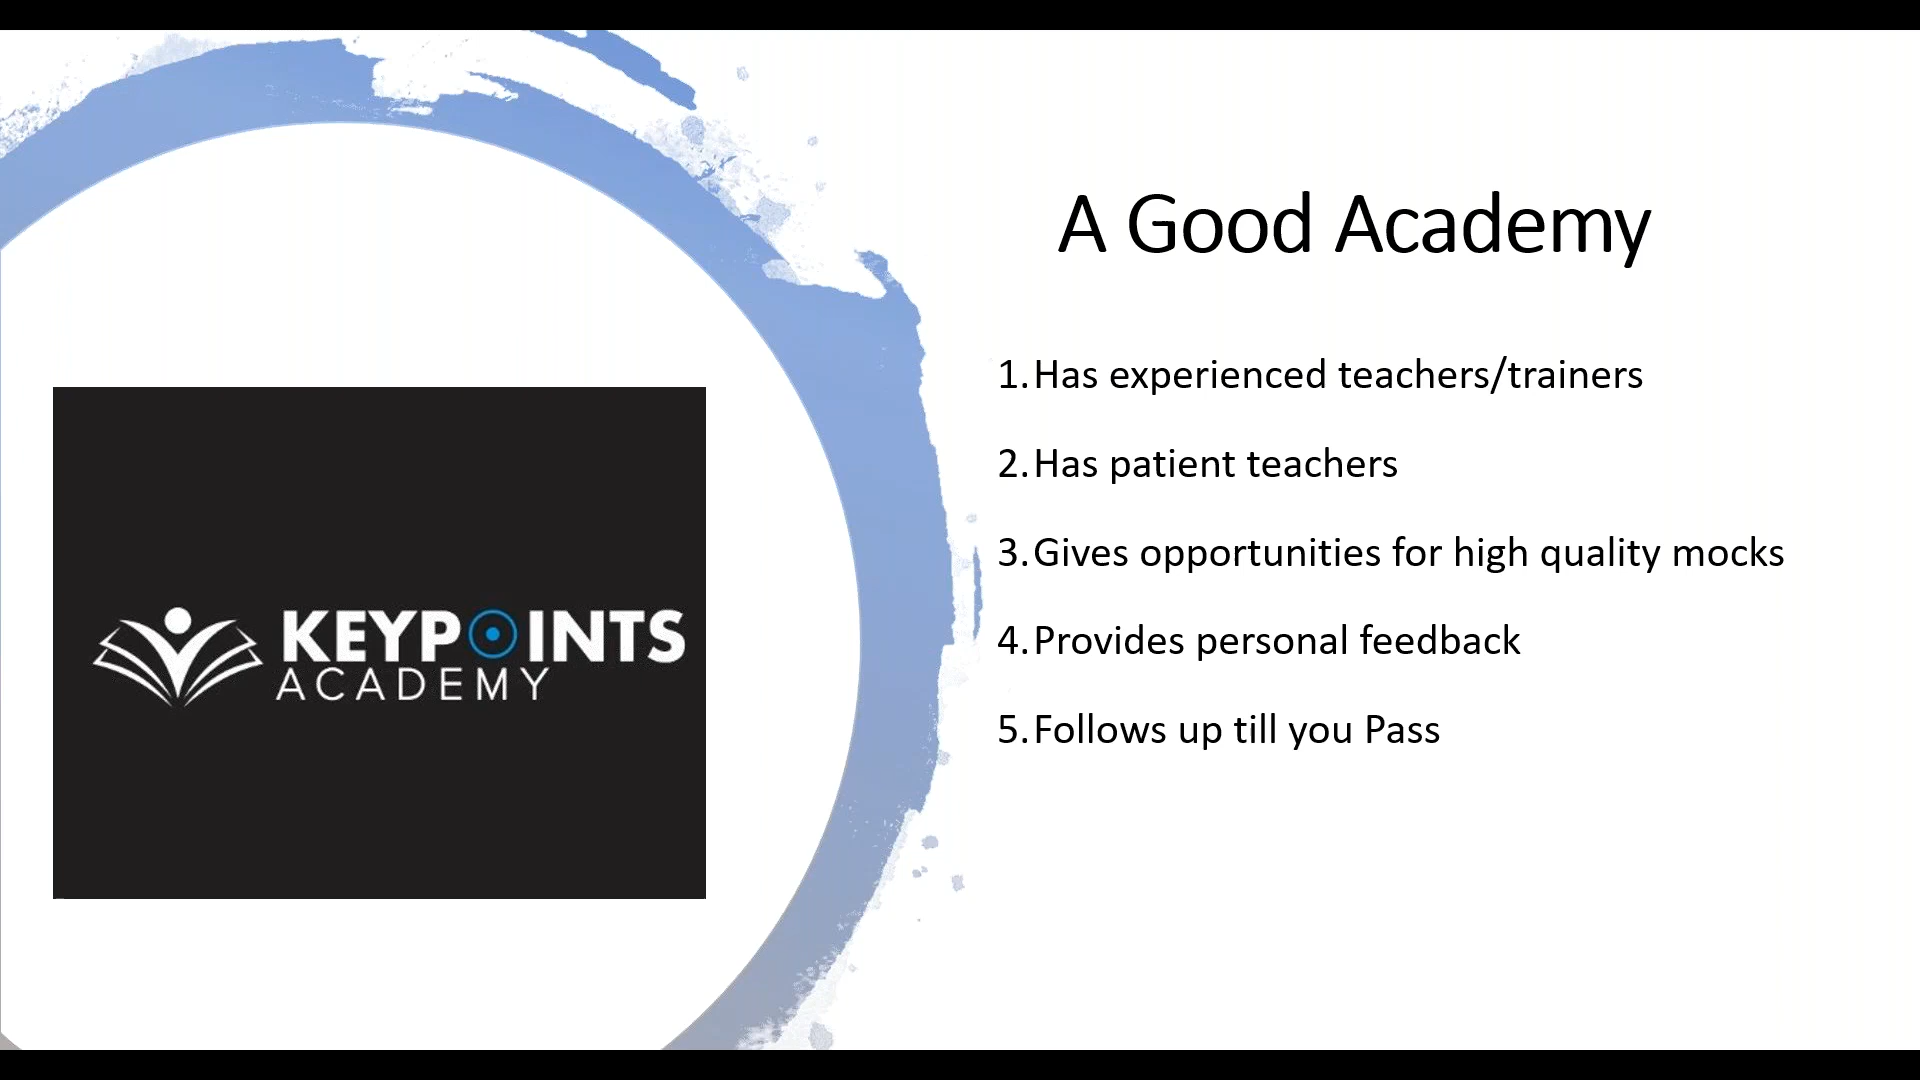 A Good Academy
1. Has experienced teachers/trainers
2. Has patient teachers
3. Gives opportunities for high quality mocks
4. Provides personal feedback
5. Follows up till you Pass
KEYPOINTS
ACADEMY